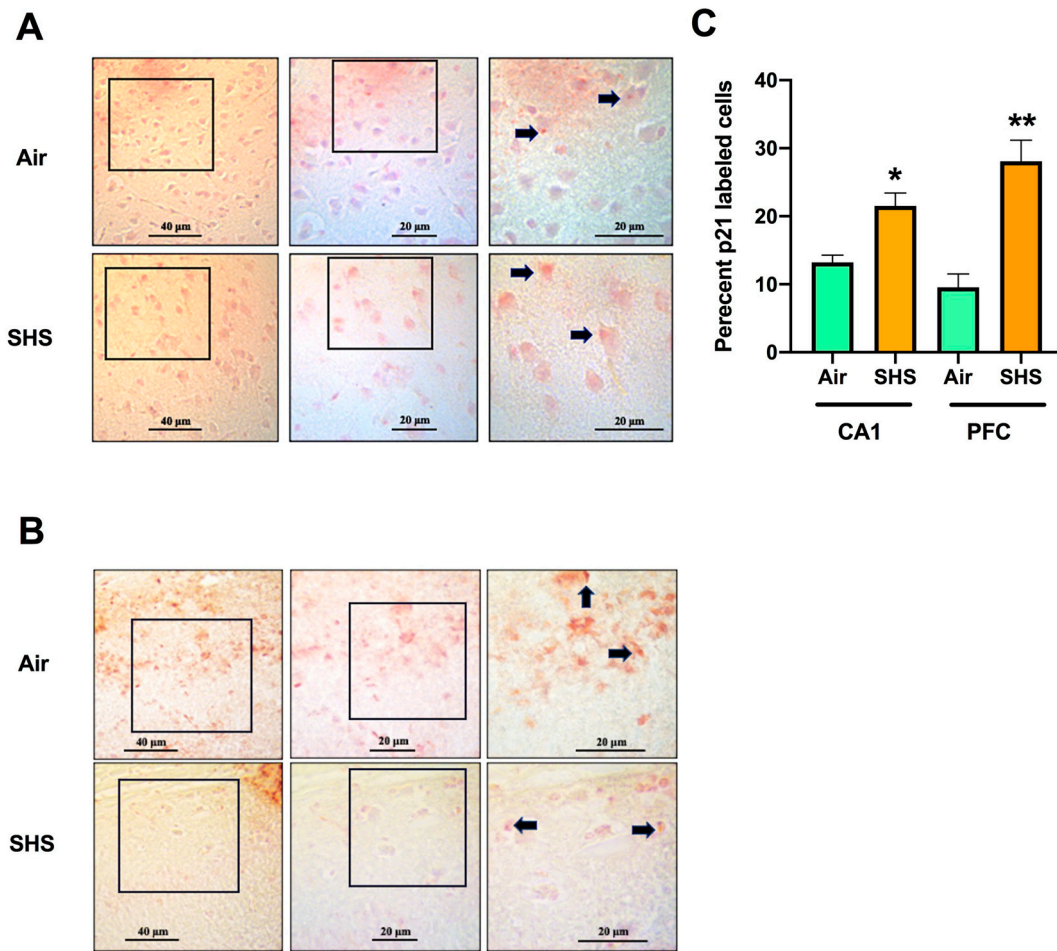 A
Air
40 µm
20 µm
20 µm
SHS
40 µm
20 µm
20 µm
C
Perecent p21 labeled cells
40
30
20
10
0
*
**
Air
SHS
Air
SHS
CA1
PFC
B
Air
40 µm
20 µm
20 µm
SHS
40 µm
20 µm
20 µm